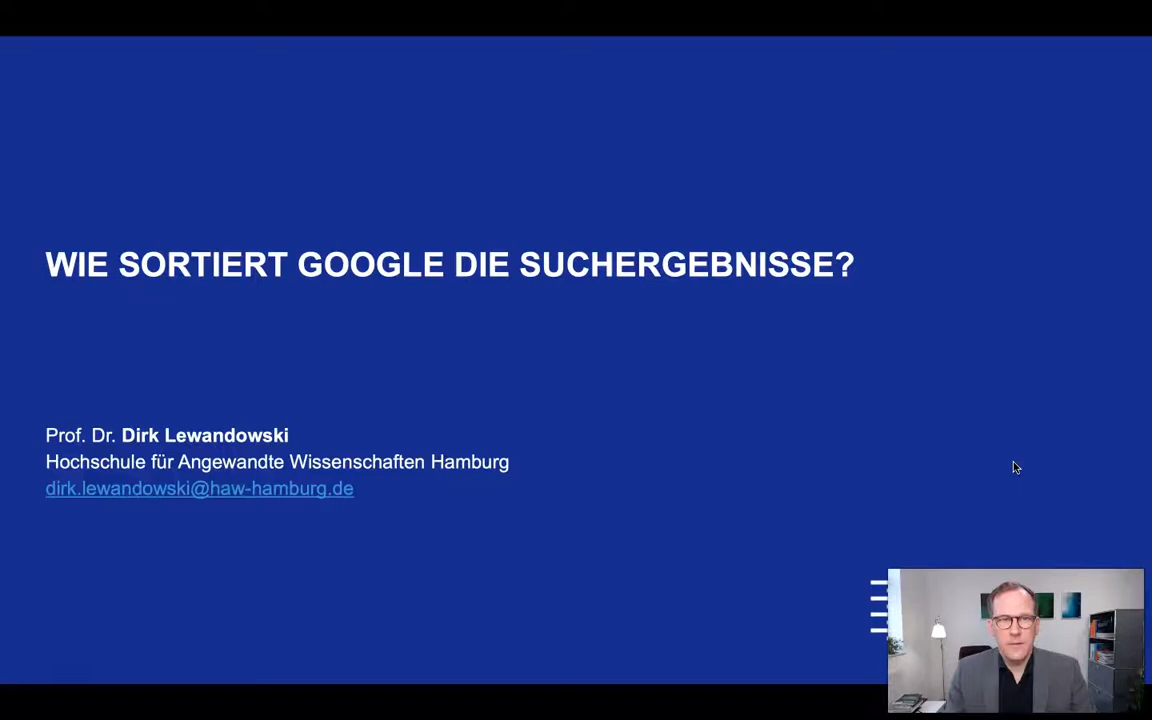 WIE SORTIERT GOOGLE DIE SUCHERGEBNISSE?
Prof. Dr. Dirk Lewandowski
Hochschule für Angewandte Wissenschaften Hamburg
dirk.lewandowski@haw-hamburg.de